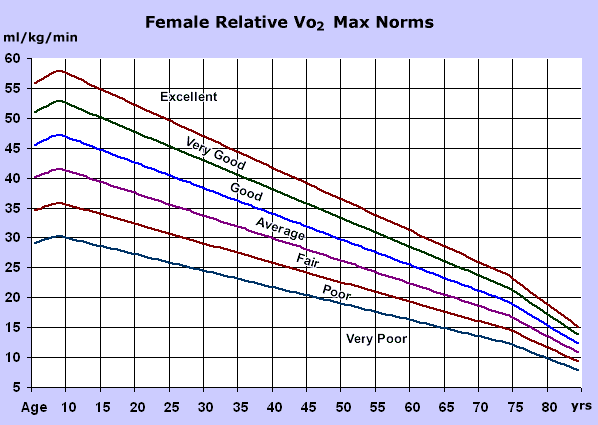 Female Relative Vo2 Max Norms
ml/kg/min
60
55
50
45
40
35
30
25
20
15
10
5
Excellent
Very Good
Good
Average
Fair
Poor
Very Poor
Age 10 15 20 25 30 35 40 45 50 55 60 65 70 75 80 yrs